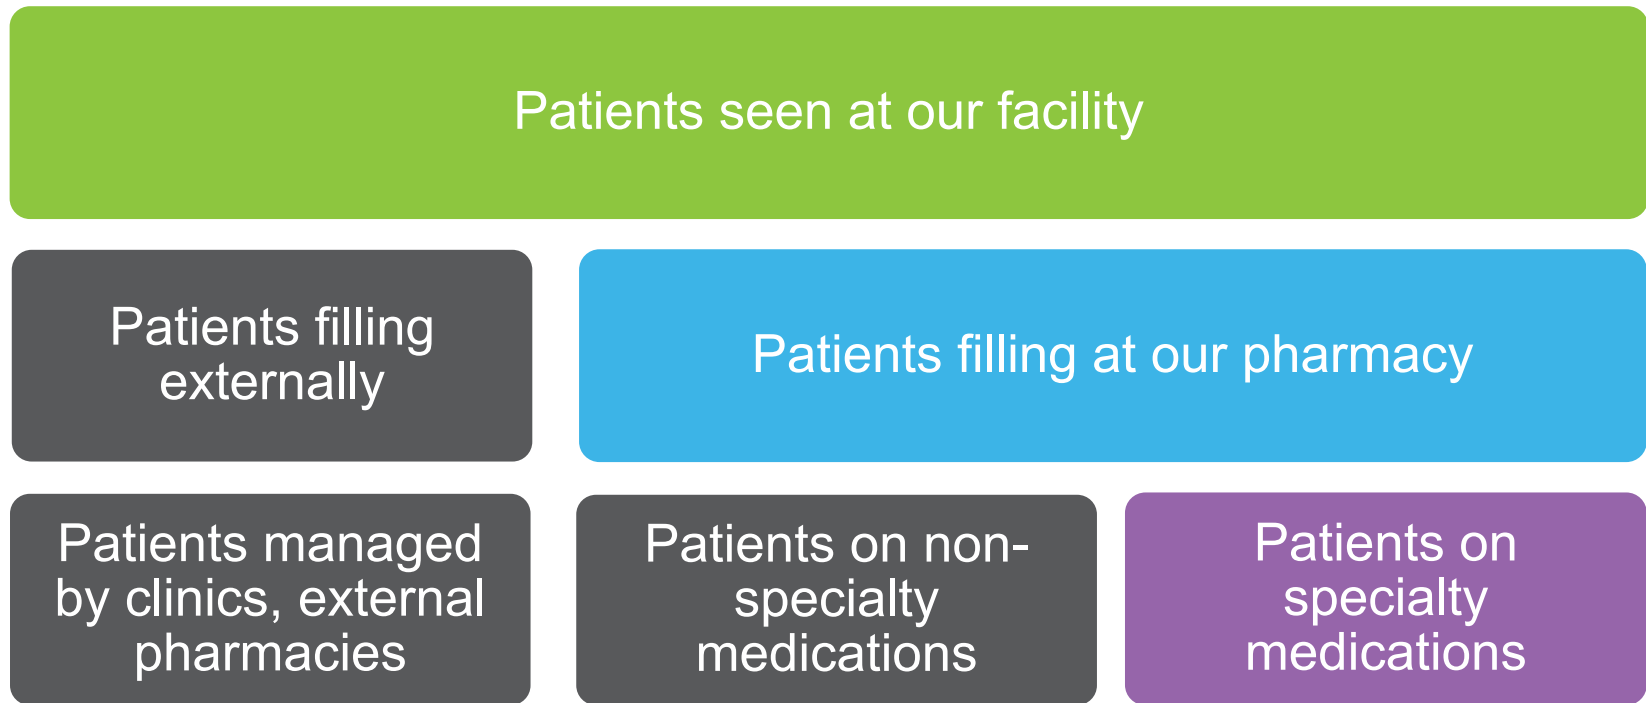 Patients seen at our facility
Patients filling
externally
Patients filling at our pharmacy
Patients managed
by clinics, external
pharmacies
Patients on non-
specialty
medications
Patients on
specialty
medications